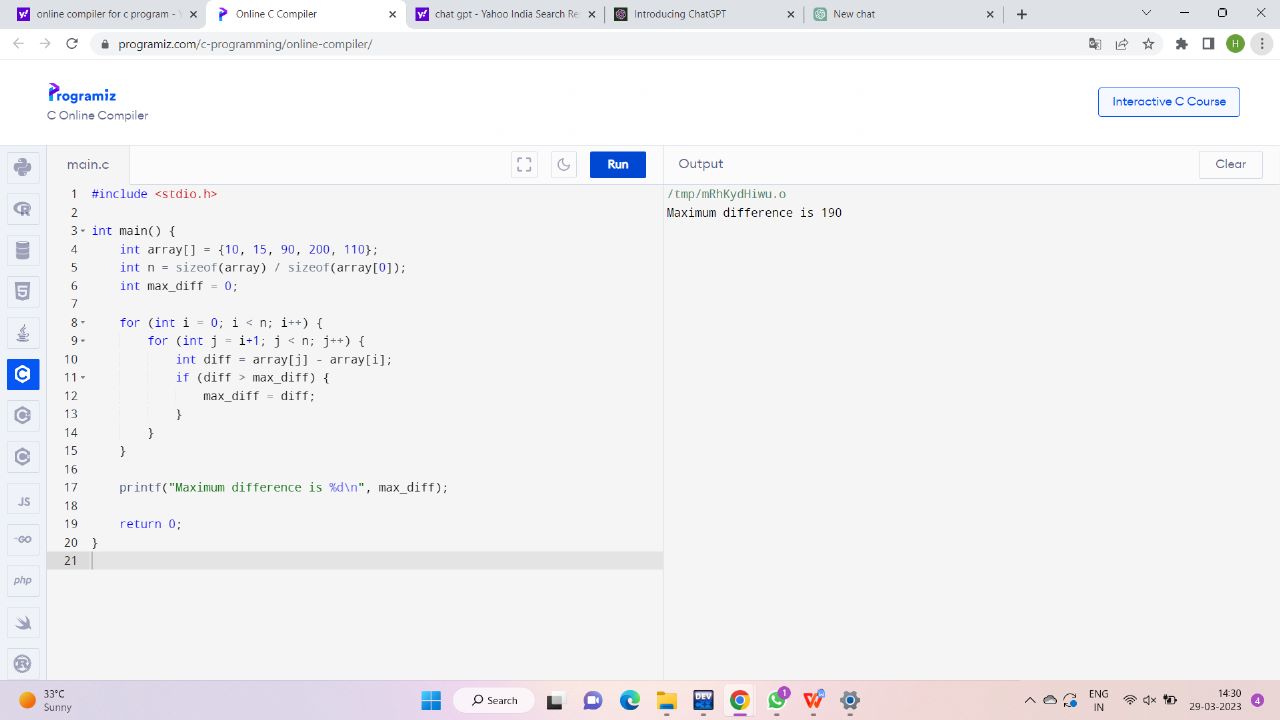 online compiler for c program - Y
Online C Compiler
chat gpt - Yahoo India Search Re
Introducing ChatGPT
New chat
programiz.com/c-programming/online-compiler/
H
Programiz
C Online Compiler
Interactive C Course
main.c
Run
Output
Clear
1 #include <stdio.h>
2
3 int main() {
4     int array[] = {10, 15, 90, 200, 110};
5     int n = sizeof(array) / sizeof(array[0]);
6     int max_diff = 0;
7
8     for (int i = 0; i < n; i++) {
9         for (int j = i+1; j < n; j++) {
10             int diff = array[j] - array[i];
11             if (diff > max_diff) {
12                 max_diff = diff;
13             }
14         }
15     }
16
17     printf("Maximum difference is %d\n", max_diff);
18
19     return 0;
20 }
21
/tmp/mRhKydHiwu.o
Maximum difference is 190
JS
GO
php
33°C
Sunny
Search
DEV
1
ENG
IN
14:30
29-03-2023
4